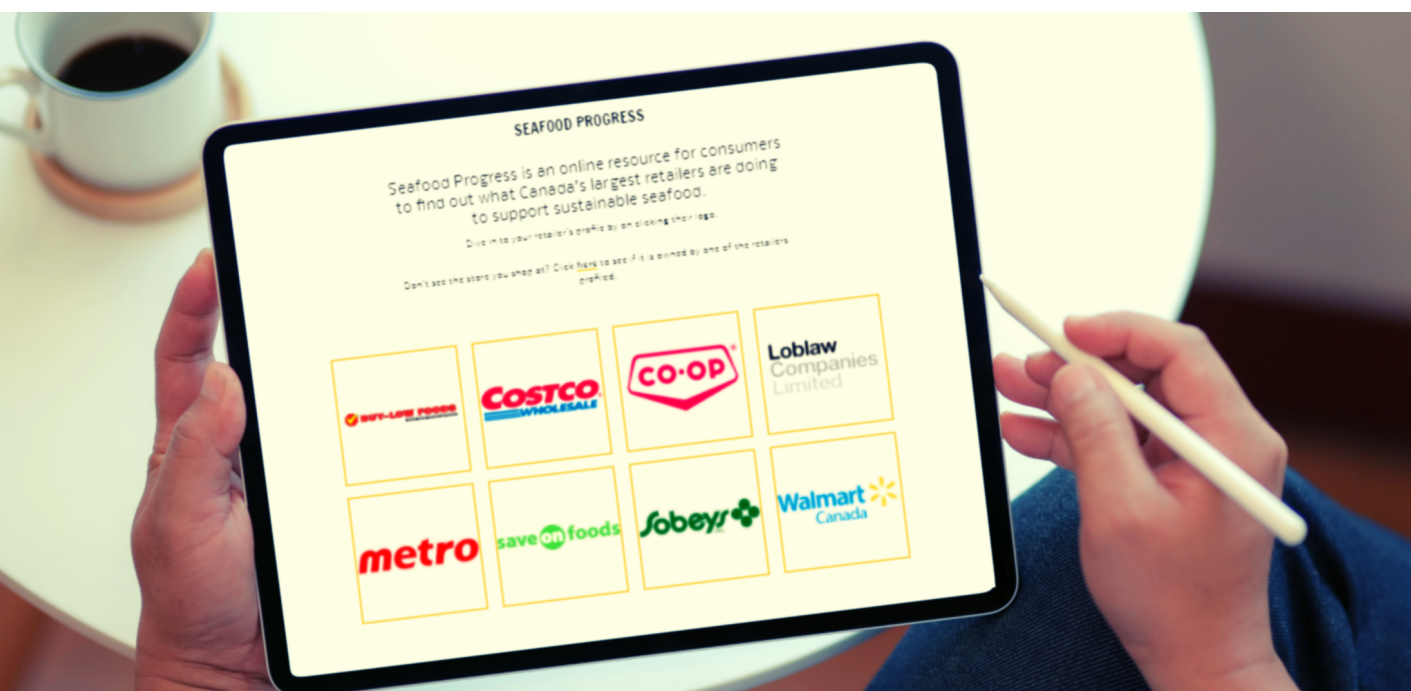 SEAFOOD PROGRESS
Seafood Progress is an online resource for consumers
to find out what Canada's largest retailers are doing
to support sustainable seafood.
Dive in to your retailer's profile by on clicking their logo.
Don't see the store you shop at? Click here to see if it is owned by one of the retailers
profiled.
BUY-LOW FOODS
COSTCO
WHOLESALE
CO·OP
Loblaw
Companies
Limited
metro
save on foods
Sobeys
Walmart
Canada